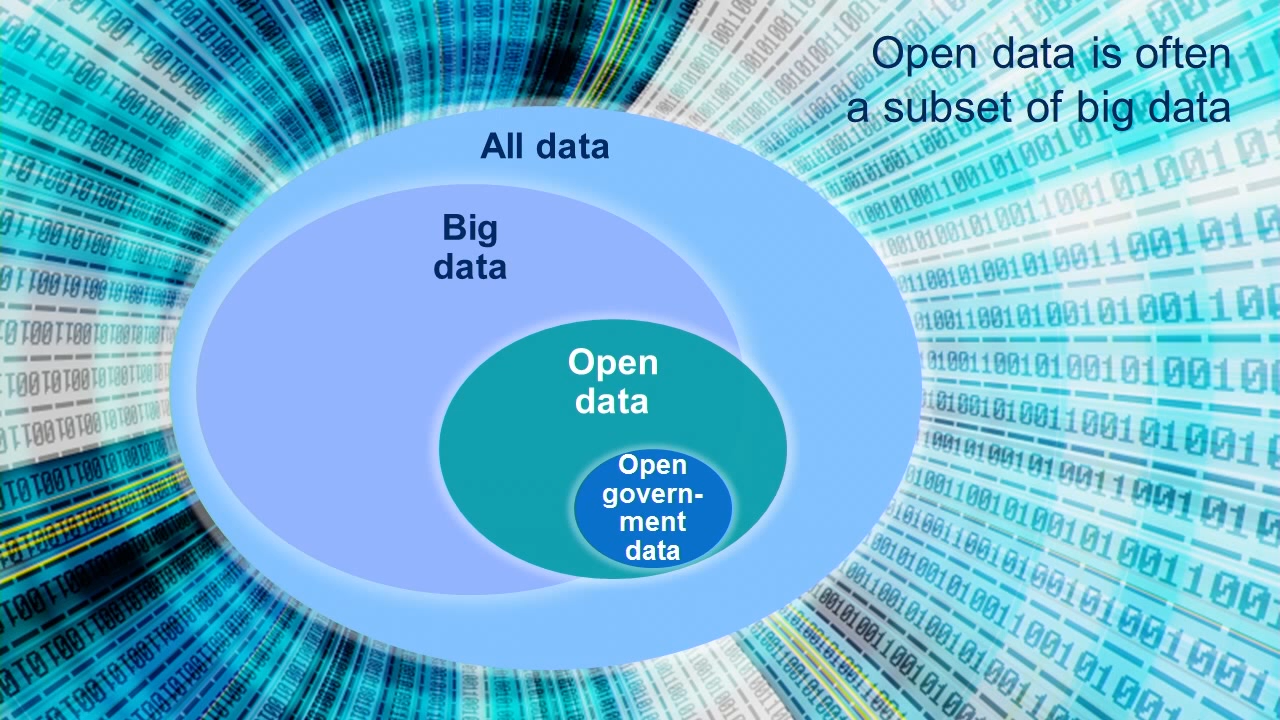 Open data is often
a subset of big data
All data
Big
data
Open
data
Open
govern-
ment
data